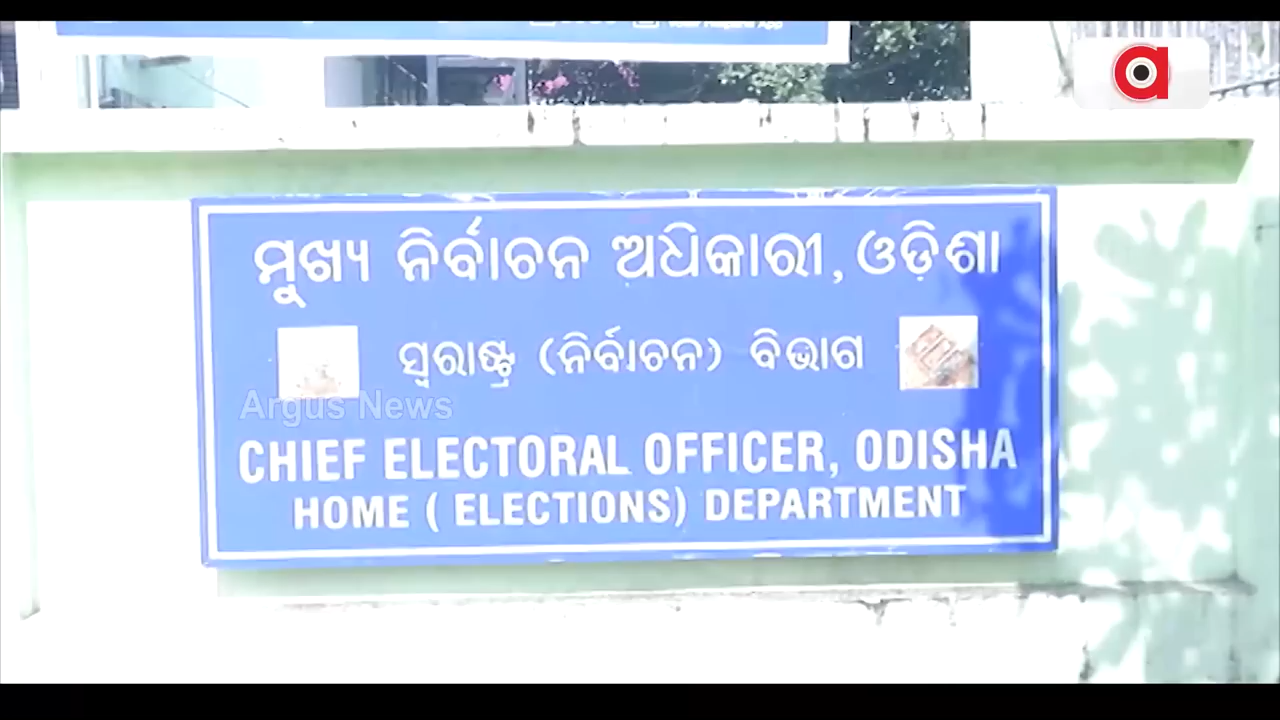 ମୁଖ୍ୟ ନିର୍ବାଚନ ଅଧିକାରୀ, ଓଡ଼ିଶା
ସ୍ୱରାଷ୍ଟ୍ର (ନିର୍ବାଚନ) ବିଭାଗ
Argus News
CHIEF ELECTORAL OFFICER, ODISHA
HOME ( ELECTIONS) DEPARTMENT